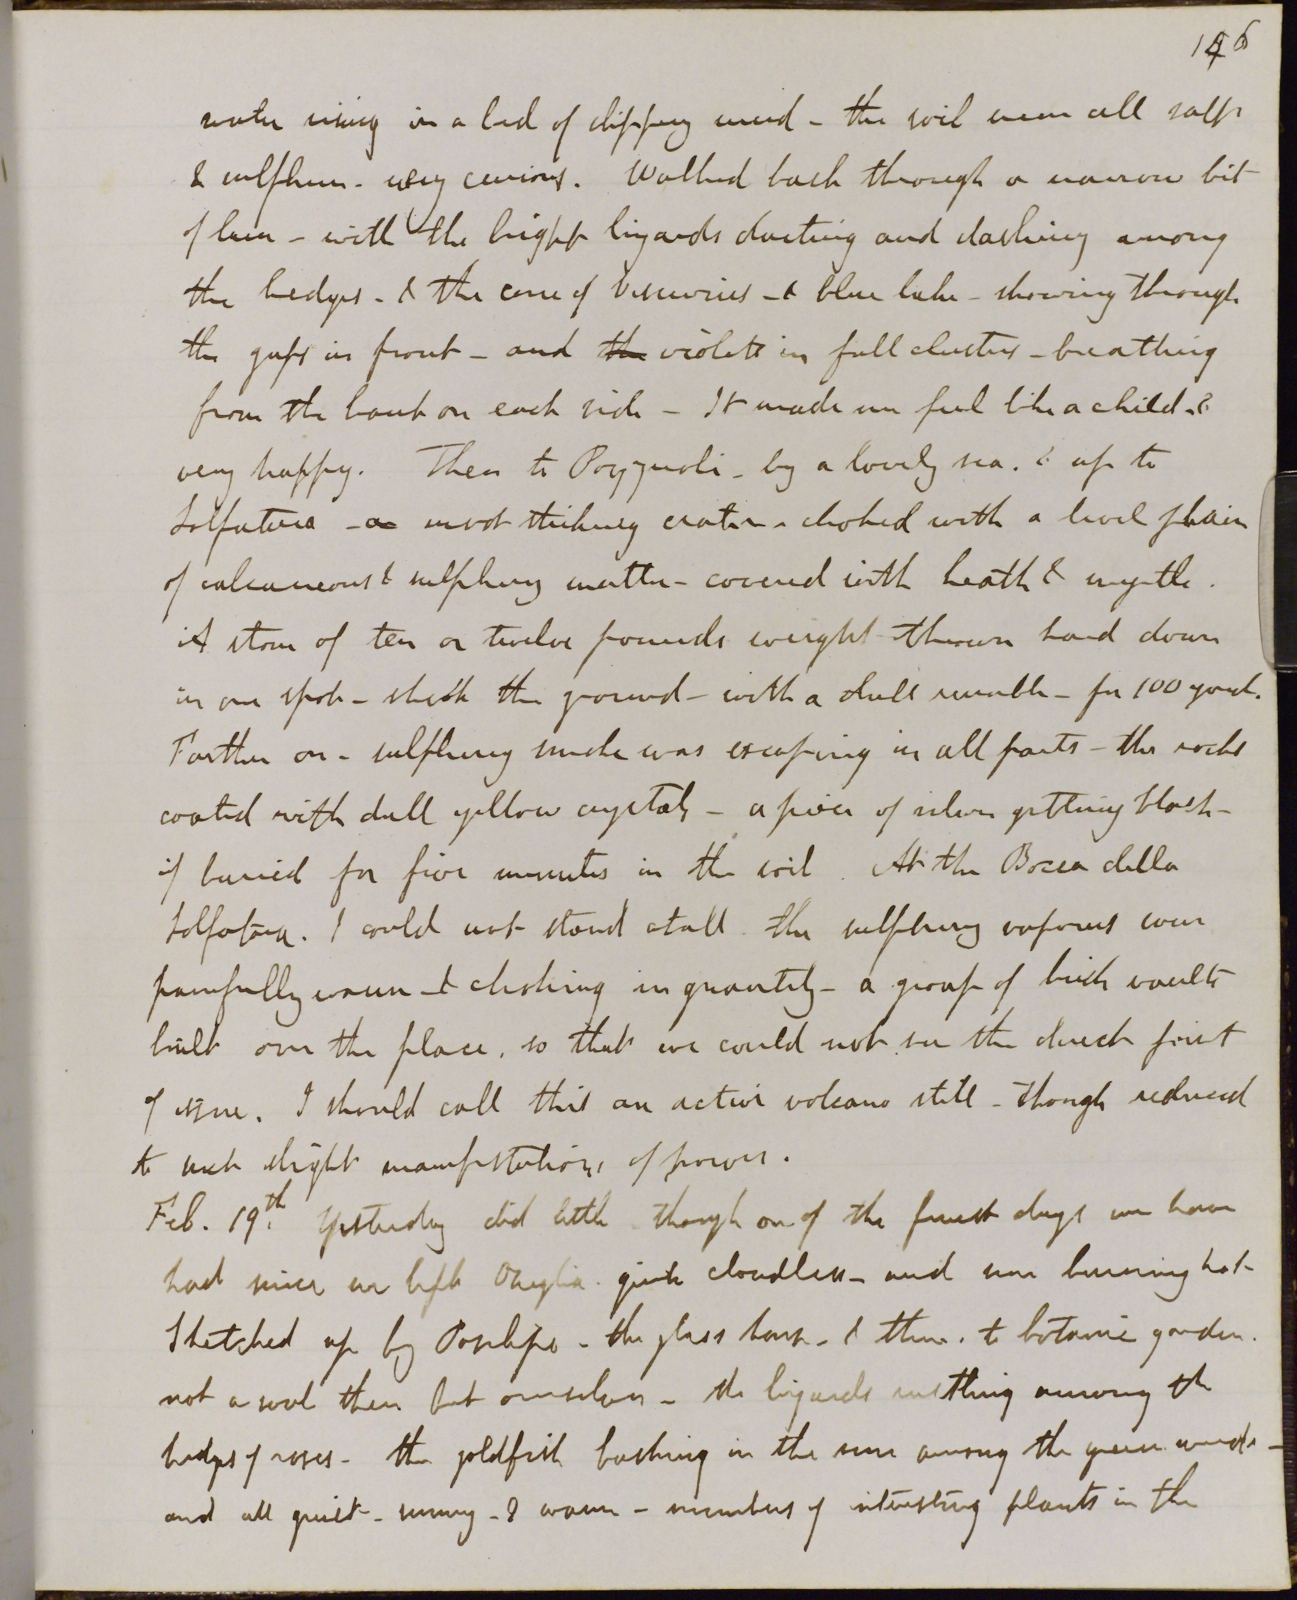 146
water rising in a bed of slippery mud - the soil near all salts
& sulphur - very curious. Walked back through a narrow bit
of lane - with the bright lizards darting and dashing among
the hedges - & the cone of Vesuvius - & blue lake - showing through
the gaps in front - and the violets in full clusters - breathing
from the bank on each side - It made me feel like a child - &
very happy. Then to Pozzuoli - by a lovely sea. & up to
Solfatara - a most striking crater - choked with a level plain
of calcareous & sulphury matter - covered with heath & myrtle.
A stone of ten or twelve pounds weight thrown hard down
in one spot - shook the ground - with a dull rumble - for 100 yards.
Farther on - sulphury smoke was escaping in all parts - the rocks
coated with dull yellow crystals - a piece of silver getting black -
if buried for five minutes in the soil. At the Bocca della
Solfatara. I could not stand at all the sulphury vapours were
painfully warm - & choking in quantity - a group of brick vaults
built over the place, so that we could not see the direct point
of issue. I should call this an active volcano still - though reduced
to such slight manifestations of power.
Feb. 19th. Yesterday did little though one of the finest days we have
had since we left Oneglia. quite cloudless - and sun burning hot -
Sketched up by Posilipo - the glass house - & then. to botanic garden.
not a soul there but ourselves - the lizards rustling among the
hedges of roses - the goldfish basking in the sun among the green weeds -
and all quiet - sunny - & warm - numbers of interesting plants in the